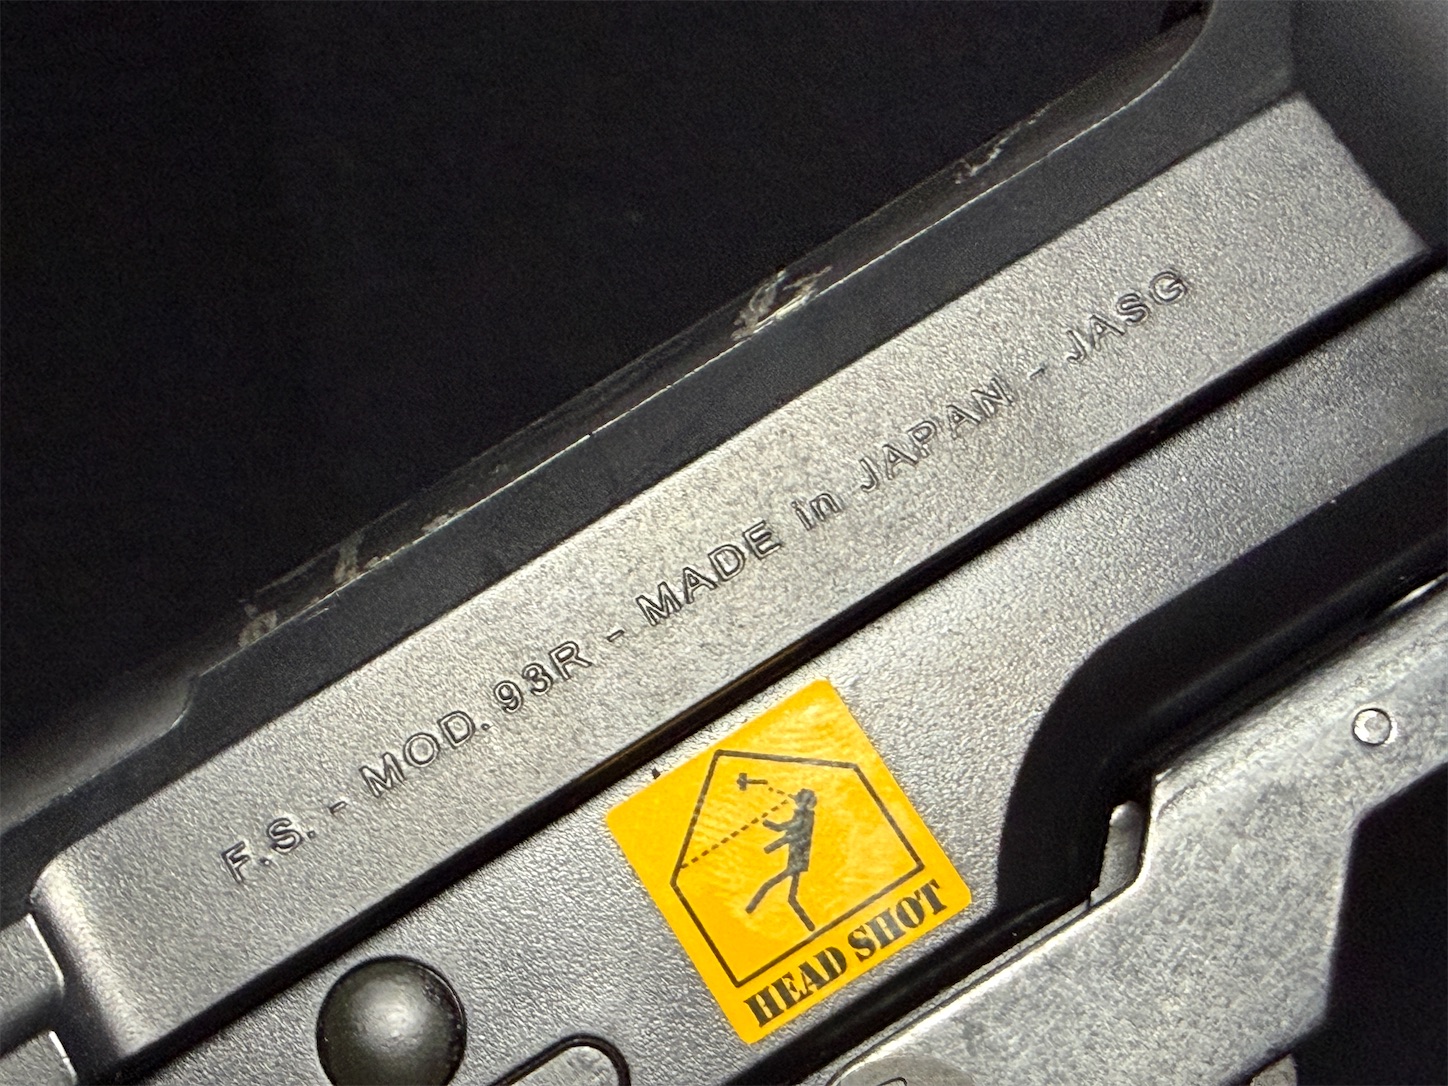 F.S. - MOD. 93R - MADE in JAPAN - JASG
HEAD SHOT